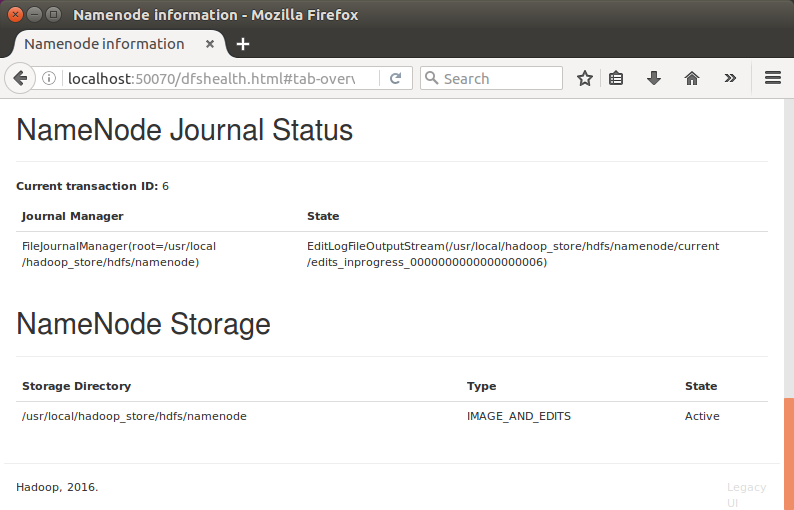 Namenode information - Mozilla Firefox
Namenode information
localhost:50070/dfshealth.html#tab-over
Search
NameNode Journal Status
Current transaction ID: 6
Journal Manager State
FileJournalManager(root=/usr/local EditLogFileOutputStream(/usr/local/hadoop_store/hdfs/namenode/current
/hadoop_store/hdfs/namenode) /edits_inprogress_0000000000000000006)
NameNode Storage
Storage Directory Type State
/usr/local/hadoop_store/hdfs/namenode IMAGE_AND_EDITS Active
Hadoop, 2016. Legacy
UI